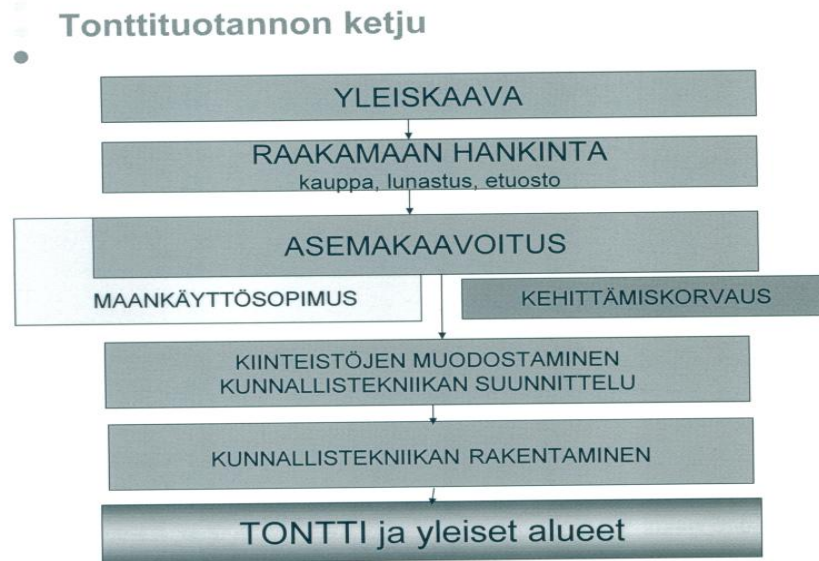 Tonttituotannon ketju
YLEISKAAVA
RAAKAMAAN HANKINTA
kauppa, lunastus, etuosto
ASEMAKAAVOITUS
MAANKÄYTTÖSOPIMUS
KEHITTÄMISKORVAUS
KIINTEISTÖJEN MUODOSTAMINEN
KUNNALLISTEKNIIKAN SUUNNITTELU
KUNNALLISTEKNIIKAN RAKENTAMINEN
TONTTI ja yleiset alueet